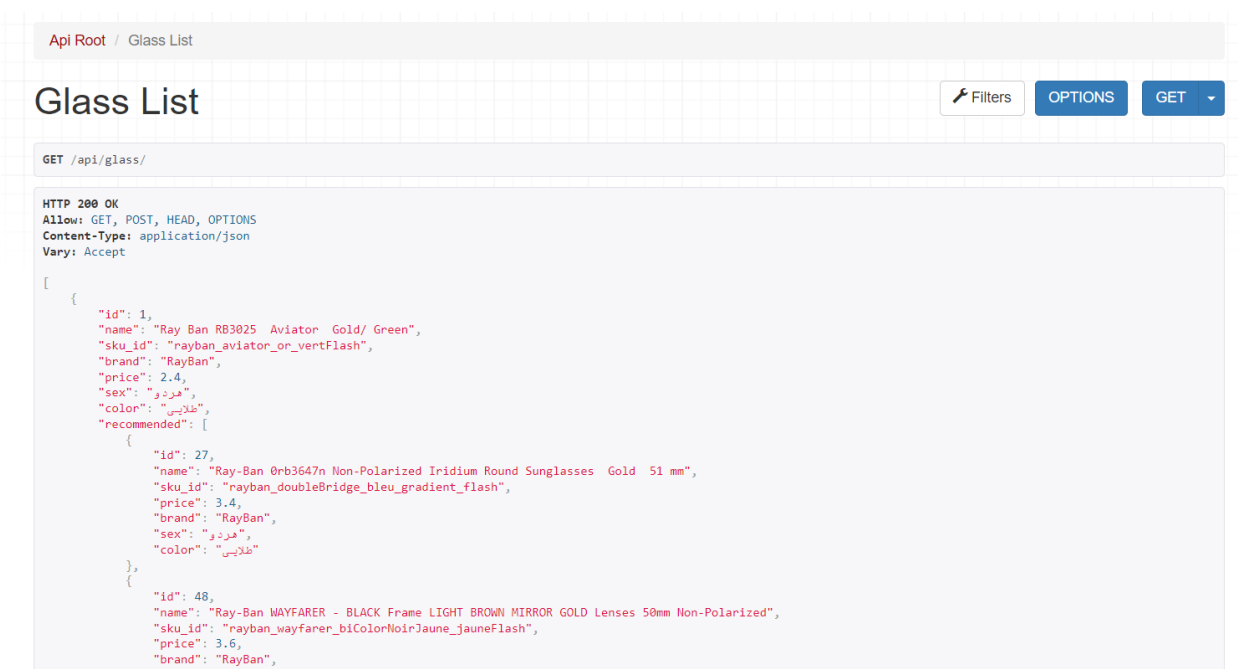 Api Root / Glass List
Glass List
Filters
OPTIONS
GET
GET /api/glass/
HTTP 200 OK
Allow: GET, POST, HEAD, OPTIONS
Content-Type: application/json
Vary: Accept
[
{
"id": 1,
"name": "Ray Ban RB3025  Aviator  Gold/ Green",
"sku_id": "rayban_aviator_or_vertFlash",
"brand": "RayBan",
"price": 2.4,
"sex": "هردو",
"color": "طلایی",
"recommended": [
{
"id": 27,
"name": "Ray-Ban 0rb3647n Non-Polarized Iridium Round Sunglasses  Gold  51 mm",
"sku_id": "rayban_doubleBridge_bleu_gradient_flash",
"price": 3.4,
"brand": "RayBan",
"sex": "هردو",
"color": "طلایی"
},
{
"id": 48,
"name": "Ray-Ban WAYFARER - BLACK Frame LIGHT BROWN MIRROR GOLD Lenses 50mm Non-Polarized",
"sku_id": "rayban_wayfarer_biColorNoirJaune_jauneFlash",
"price": 3.6,
"brand": "RayBan",